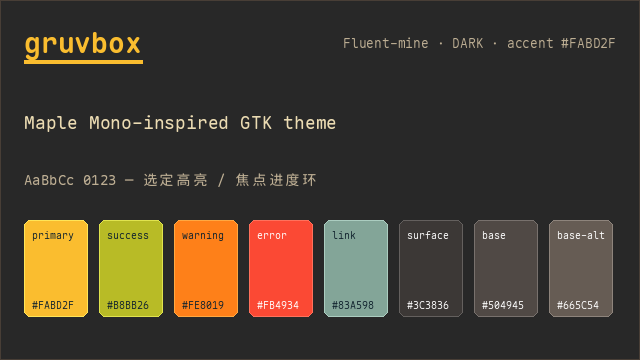 gruvbox
Fluent-mine · DARK · accent #FABD2F
Maple Mono-inspired GTK theme
AaBbCc 0123 — 选定高亮 / 焦点进度环
primary success warning error link surface base base-alt
#FABD2F #B8BB26 #FE8019 #FB4934 #83A598 #3C3836 #504945 #665C54